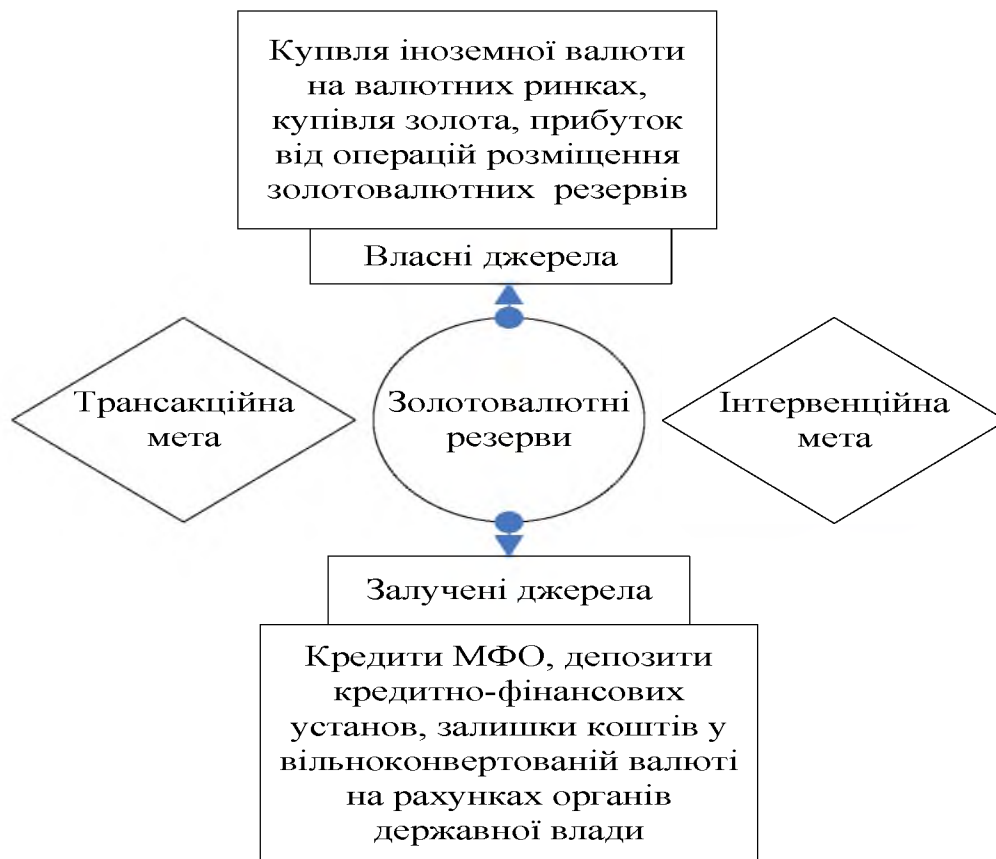 Купвля іноземної валюти
на валютних ринках,
купівля золота, прибуток
від операцій розміщення
золотовалютних резервів
Власні джерела
Трансакційна
мета
Золотовалютні
резерви
Інтервенційна
мета
Залучені джерела
Кредити МФО, депозити
кредитно-фінансових
установ, залишки коштів у
вільноконвертованій валюті
на рахунках органів
державної влади